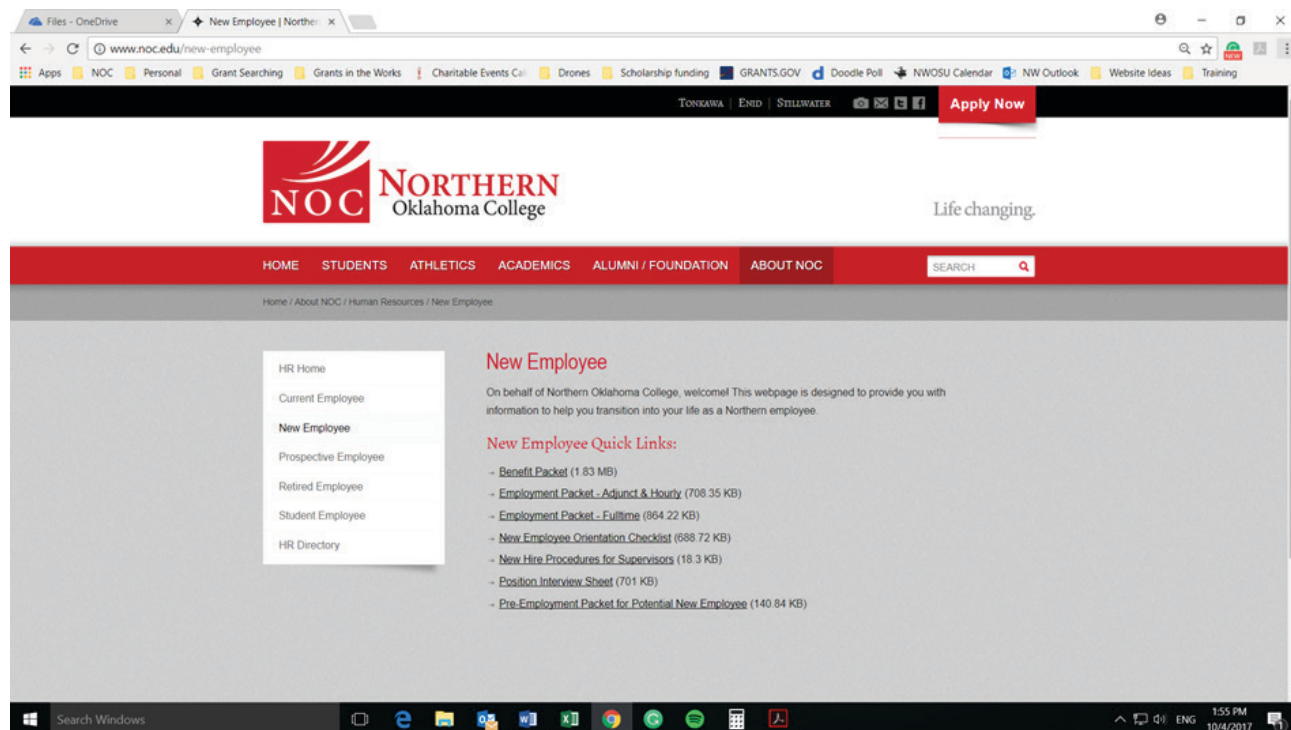 Files - OneDrive
New Employee | Norther
www.noc.edu/new-employee
Apps NOC Personal Grant Searching Grants in the Works Charitable Events Cal Drones Scholarship funding GRANTS.GOV Doodle Poll NWOSU Calendar NW Outlook Website Ideas Training
NEW
TONKAWA | ENID | STILLWATER
Apply Now
NOC NORTHERN
Oklahoma College
Life changing.
HOME STUDENTS ATHLETICS ACADEMICS ALUMNI / FOUNDATION ABOUT NOC SEARCH
Home / About NOC / Human Resources / New Employee
HR Home
Current Employee
New Employee
Prospective Employee
Retired Employee
Student Employee
HR Directory
New Employee
On behalf of Northern Oklahoma College, welcome! This webpage is designed to provide you with
information to help you transition into your life as a Northern employee.
New Employee Quick Links:
Benefit Packet (1.83 MB)
Employment Packet - Adjunct & Hourly (708.35 KB)
Employment Packet - Fulltime (864.22 KB)
New Employee Orientation Checklist (688.72 KB)
New Hire Procedures for Supervisors (18.3 KB)
Position Interview Sheet (701 KB)
Pre-Employment Packet for Potential New Employee (140.84 KB)
Search Windows
ENG
1:55 PM
10/4/2017